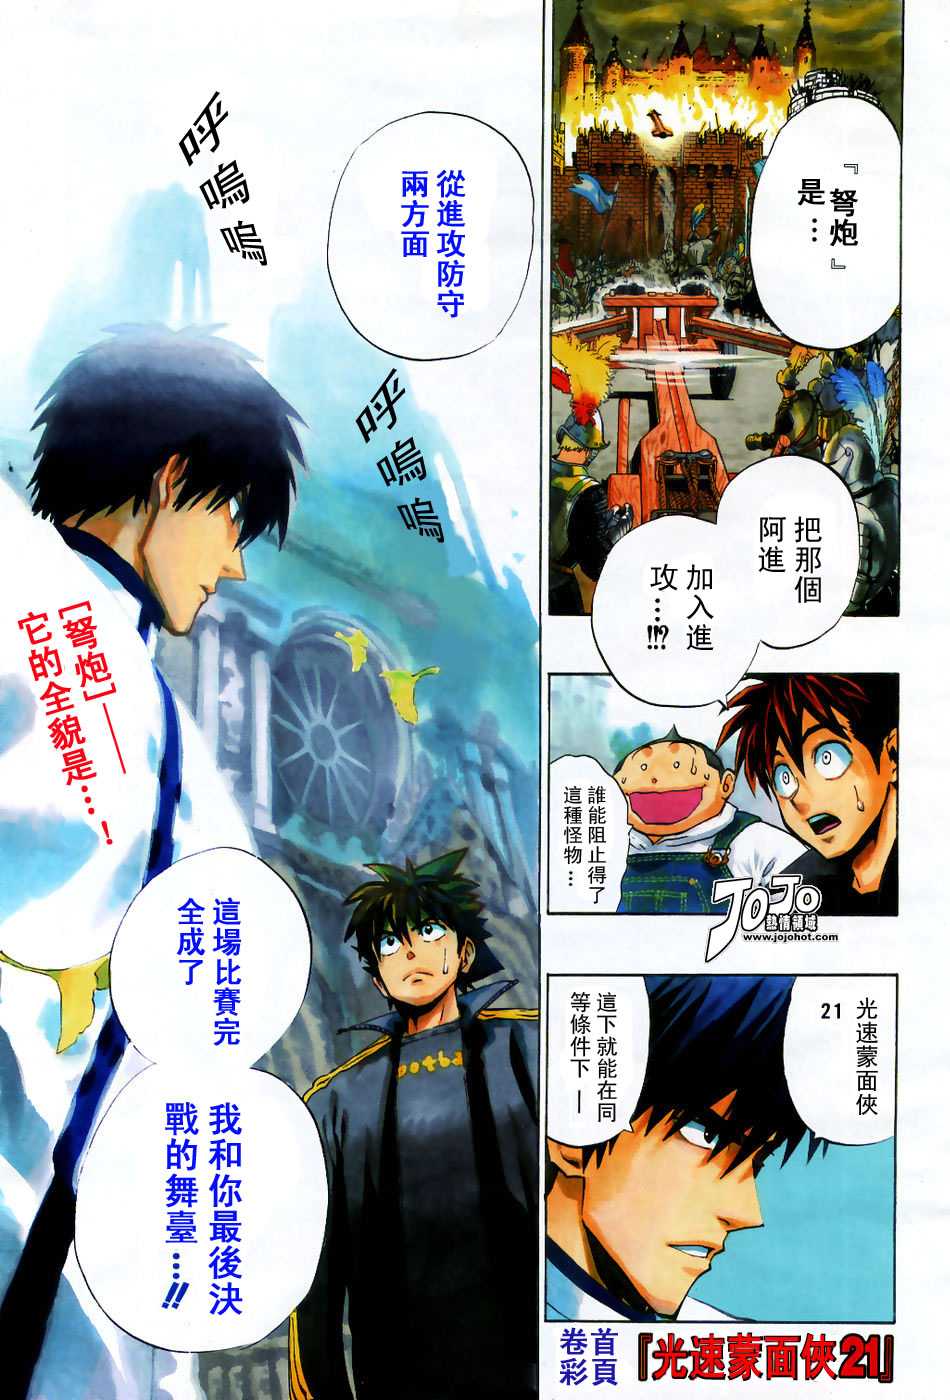 『弩炮』
是…
把那個
阿進
加入進
攻…!!?
誰能阻止得了
這種怪物…
JOJO
熱情領域
www.jojohot.com
光速蒙面俠
21
這下就能在同
等條件下—
首頁
卷彩
『光速蒙面俠21』
呼嗚嗚
從進攻防守
兩方面
呼嗚嗚
[弩炮]——
它的全貌是…！
ootba
這場比賽完
全成了
我和你最後決
戰的舞臺…!!